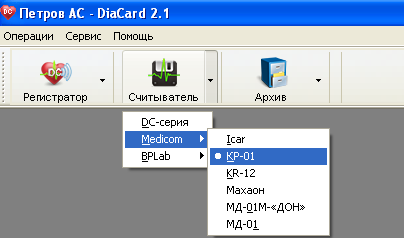 Петров АС - DiaCard 2.1
Операции Сервис Помощь
DC
Регистратор Считыватель Архив
DC-серия
Medicom
BPLab
Icar
КР-01
KR-12
Махаон
МД-01М-«ДОН»
МД-01